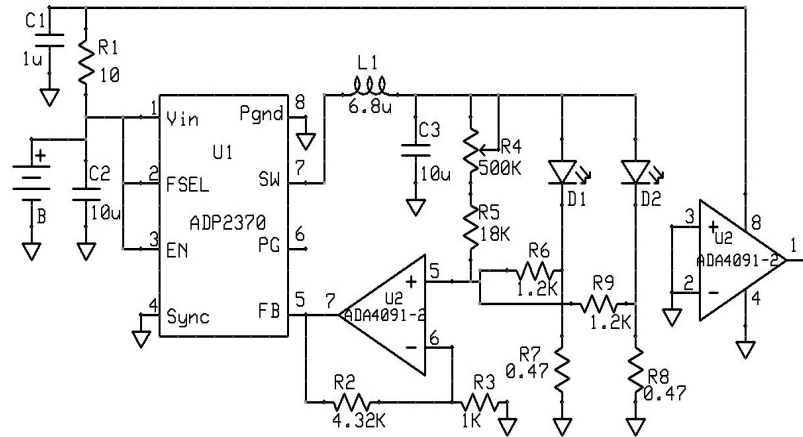 C1
1u
R1
10
1
Vin
Pgnd
8
L1
6.8u
U1
C3
10u
R4
500K
+
B
C2
10u
2
FSEL
SW
7
D1
D2
ADP2370
R5
18K
3
EN
PG
6
R6
1.2K
R9
1.2K
3
+
U2
8
ADA4091-2
1
2
-
4
4
Sync
FB
5
7
U2
ADA4091-2
+
5
-
6
R7
0.47
R8
0.47
R2
4.32K
R3
1K